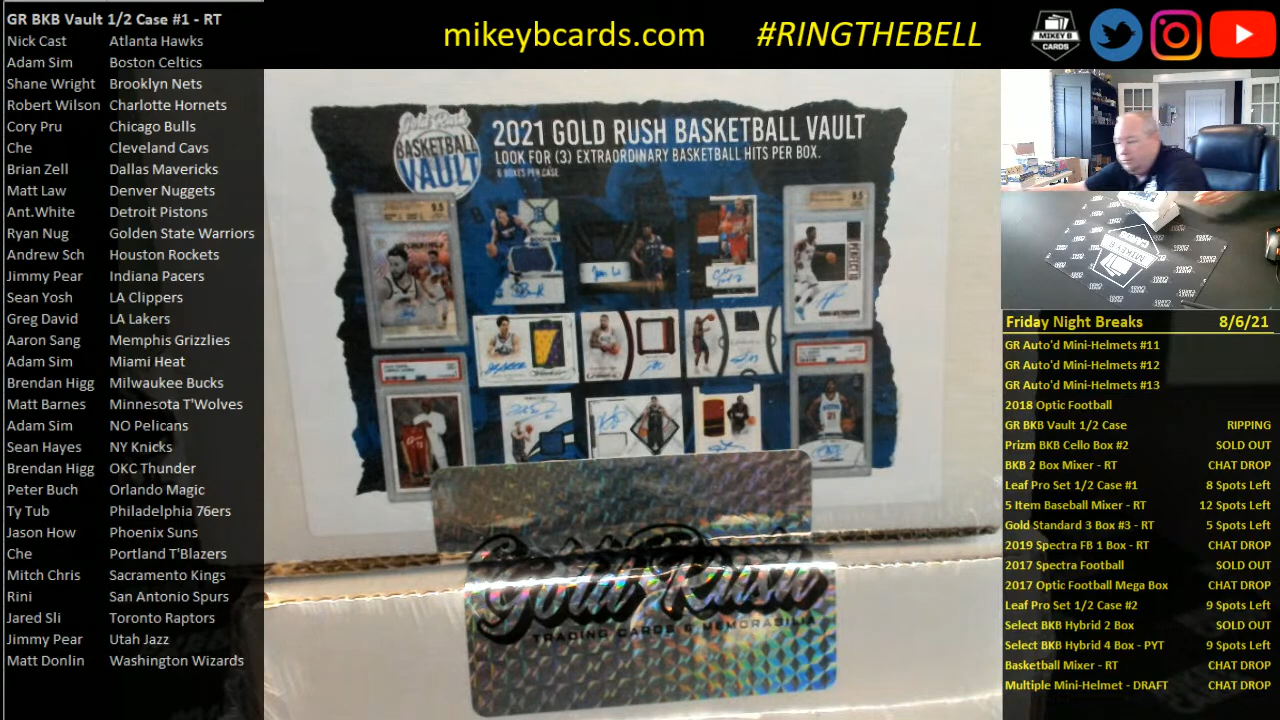 GR BKB Vault 1/2 Case #1 - RT
Nick Cast Atlanta Hawks
Adam Sim Boston Celtics
Shane Wright Brooklyn Nets
Robert Wilson Charlotte Hornets
Cory Pru Chicago Bulls
Che Cleveland Cavs
Brian Zell Dallas Mavericks
Matt Law Denver Nuggets
Ant.White Detroit Pistons
Ryan Nug Golden State Warriors
Andrew Sch Houston Rockets
Jimmy Pear Indiana Pacers
Sean Yosh LA Clippers
Greg David LA Lakers
Aaron Sang Memphis Grizzlies
Adam Sim Miami Heat
Brendan Higg Milwaukee Bucks
Matt Barnes Minnesota T'Wolves
Adam Sim NO Pelicans
Sean Hayes NY Knicks
Brendan Higg OKC Thunder
Peter Buch Orlando Magic
Ty Tub Philadelphia 76ers
Jason How Phoenix Suns
Che Portland T'Blazers
Mitch Chris Sacramento Kings
Rini San Antonio Spurs
Jared Sli Toronto Raptors
Jimmy Pear Utah Jazz
Matt Donlin Washington Wizards
mikeybcards.com #RINGTHEBELL
MIKEY B
CARDS
Gold Rush
BASKETBALL
VAULT
2021 GOLD RUSH BASKETBALL VAULT
LOOK FOR (3) EXTRAORDINARY BASKETBALL HITS PER BOX.
6 BOXES PER CASE
9.5
9.5
Gold Rush
TRADING CARDS & MEMORABILIA
MIKEY B
CARDS
Friday Night Breaks 8/6/21
GR Auto'd Mini-Helmets #11
GR Auto'd Mini-Helmets #12
GR Auto'd Mini-Helmets #13
2018 Optic Football
GR BKB Vault 1/2 Case RIPPING
Prizm BKB Cello Box #2 SOLD OUT
BKB 2 Box Mixer - RT CHAT DROP
Leaf Pro Set 1/2 Case #1 8 Spots Left
5 Item Baseball Mixer - RT 12 Spots Left
Gold Standard 3 Box #3 - RT 5 Spots Left
2019 Spectra FB 1 Box - RT CHAT DROP
2017 Spectra Football SOLD OUT
2017 Optic Football Mega Box CHAT DROP
Leaf Pro Set 1/2 Case #2 9 Spots Left
Select BKB Hybrid 2 Box SOLD OUT
Select BKB Hybrid 4 Box - PYT 9 Spots Left
Basketball Mixer - RT CHAT DROP
Multiple Mini-Helmet - DRAFT CHAT DROP